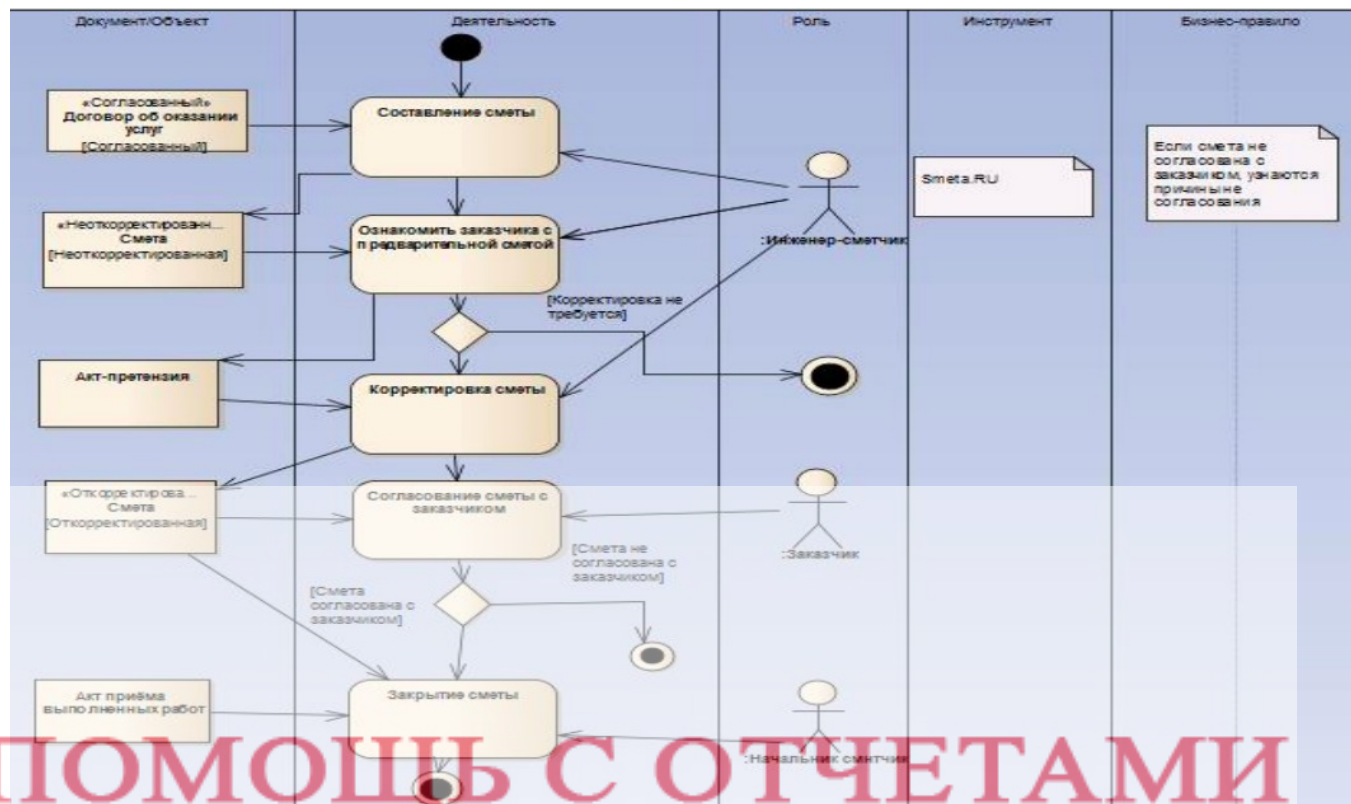 Документ/Объект
Деятельность
Роль
Инструмент
Бизнес-правило
«Согласованный»
Договор об оказании
услуг
[Согласованный]
Составление сметы
Если смета не
согласована с
заказчиком, узнаются
причины не
согласования
Smeta.RU
«Неоткорректированн...
Смета
[Неоткорректированная]
Ознакомить заказчика с
предварительной сметой
:Инженер-сметчик
[Корректировка не
требуется]
Акт-претензия
Корректировка сметы
«Откорректирова...
Смета
[Откорректированная]
Согласование сметы с
заказчиком
:Заказчик
[Смета не
согласована с
заказчиком]
[Смета
согласована с
заказчиком]
Акт приёма
выполненных работ
Закрытие сметы
:Начальник смнтчик
ПОМОЩЬ С ОТЧЕТАМИ